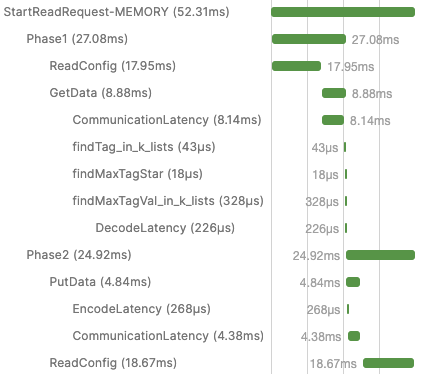 StartReadRequest-MEMORY (52.31ms)
Phase1 (27.08ms) 27.08ms
ReadConfig (17.95ms) 17.95ms
GetData (8.88ms) 8.88ms
CommunicationLatency (8.14ms) 8.14ms
findTag_in_k_lists (43μs) 43μs
findMaxTagStar (18μs) 18μs
findMaxTagVal_in_k_lists (328μs) 328μs
DecodeLatency (226μs) 226μs
Phase2 (24.92ms) 24.92ms
PutData (4.84ms) 4.84ms
EncodeLatency (268μs) 268μs
CommunicationLatency (4.38ms) 4.38ms
ReadConfig (18.67ms) 18.67ms